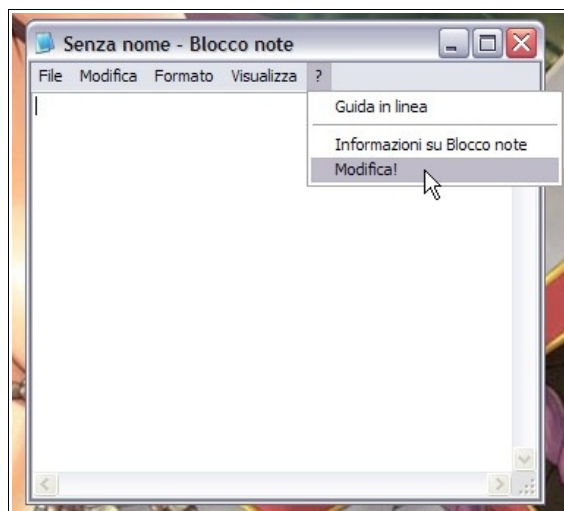 Senza nome - Blocco note
File Modifica Formato Visualizza ?
Guida in linea
Informazioni su Blocco note
Modifica!